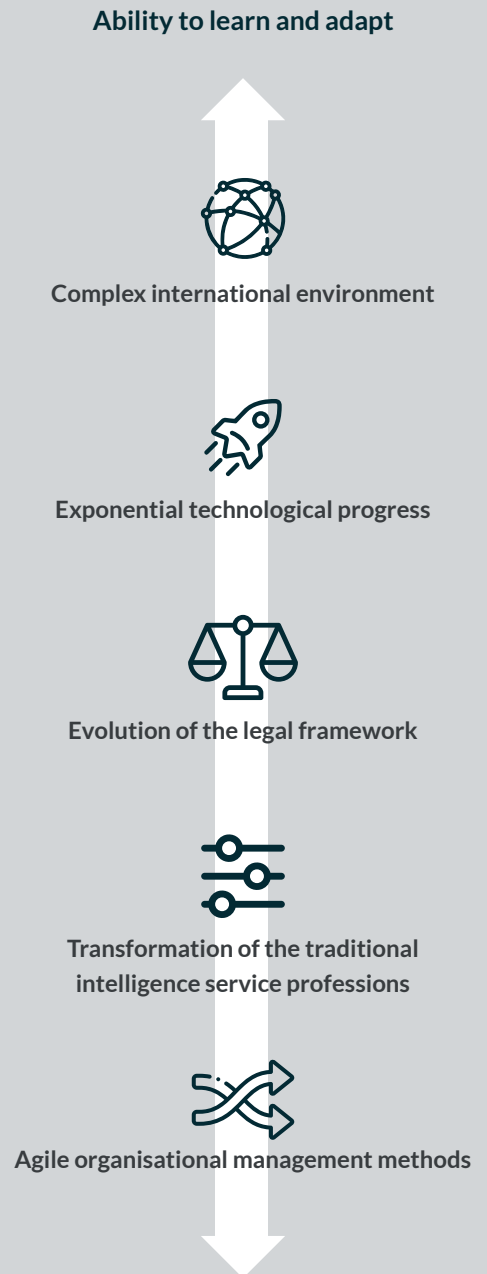 Ability to learn and adapt
Complex international environment
Exponential technological progress
Evolution of the legal framework
Transformation of the traditional
intelligence service professions
Agile organisational management methods